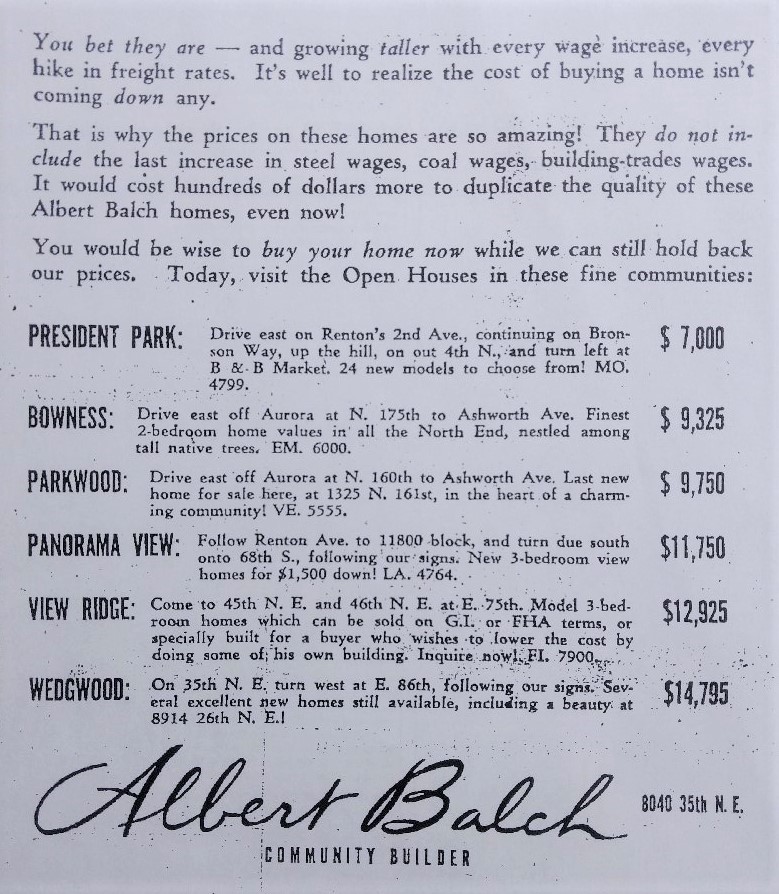 You bet they are — and growing taller with every wage increase, every
hike in freight rates. It's well to realize the cost of buying a home isn't
coming down any.
That is why the prices on these homes are so amazing! They do not in-
clude the last increase in steel wages, coal wages, building-trades wages.
It would cost hundreds of dollars more to duplicate the quality of these
Albert Balch homes, even now!
You would be wise to buy your home now while we can still hold back
our prices. Today, visit the Open Houses in these fine communities:
PRESIDENT PARK: Drive east on Renton's 2nd Ave., continuing on Bron- $ 7,000
son Way, up the hill, on out 4th N., and turn left at
B & B Market. 24 new models to choose from! MO.
4799.
BOWNESS: Drive east off Aurora at N. 175th to Ashworth Ave. Finest $ 9,325
2-bedroom home values in all the North End, nestled among
tall native trees. EM. 6000.
PARKWOOD: Drive east off Aurora at N. 160th to Ashworth Ave. Last new $ 9,750
home for sale here, at 1325 N. 161st, in the heart of a charm-
ing community! VE. 5555.
PANORAMA VIEW: Follow Renton Ave. to 11800 block, and turn due south $11,750
onto 68th S., following our signs. New 3-bedroom view
homes for $1,500 down! LA. 4764.
VIEW RIDGE: Come to 45th N. E. and 46th N. E. at E. 75th. Model 3-bed- $12,925
room homes which can be sold on G.I. or FHA terms, or
specially built for a buyer who wishes to lower the cost by
doing some of his own building. Inquire now! FI. 7900.
WEDGWOOD: On 35th N. E. turn west at E. 86th, following our signs. Sev- $14,795
eral excellent new homes still available, including a beauty at
8914 26th N. E.!
Albert Balch 8040 35th N. E.
COMMUNITY BUILDER